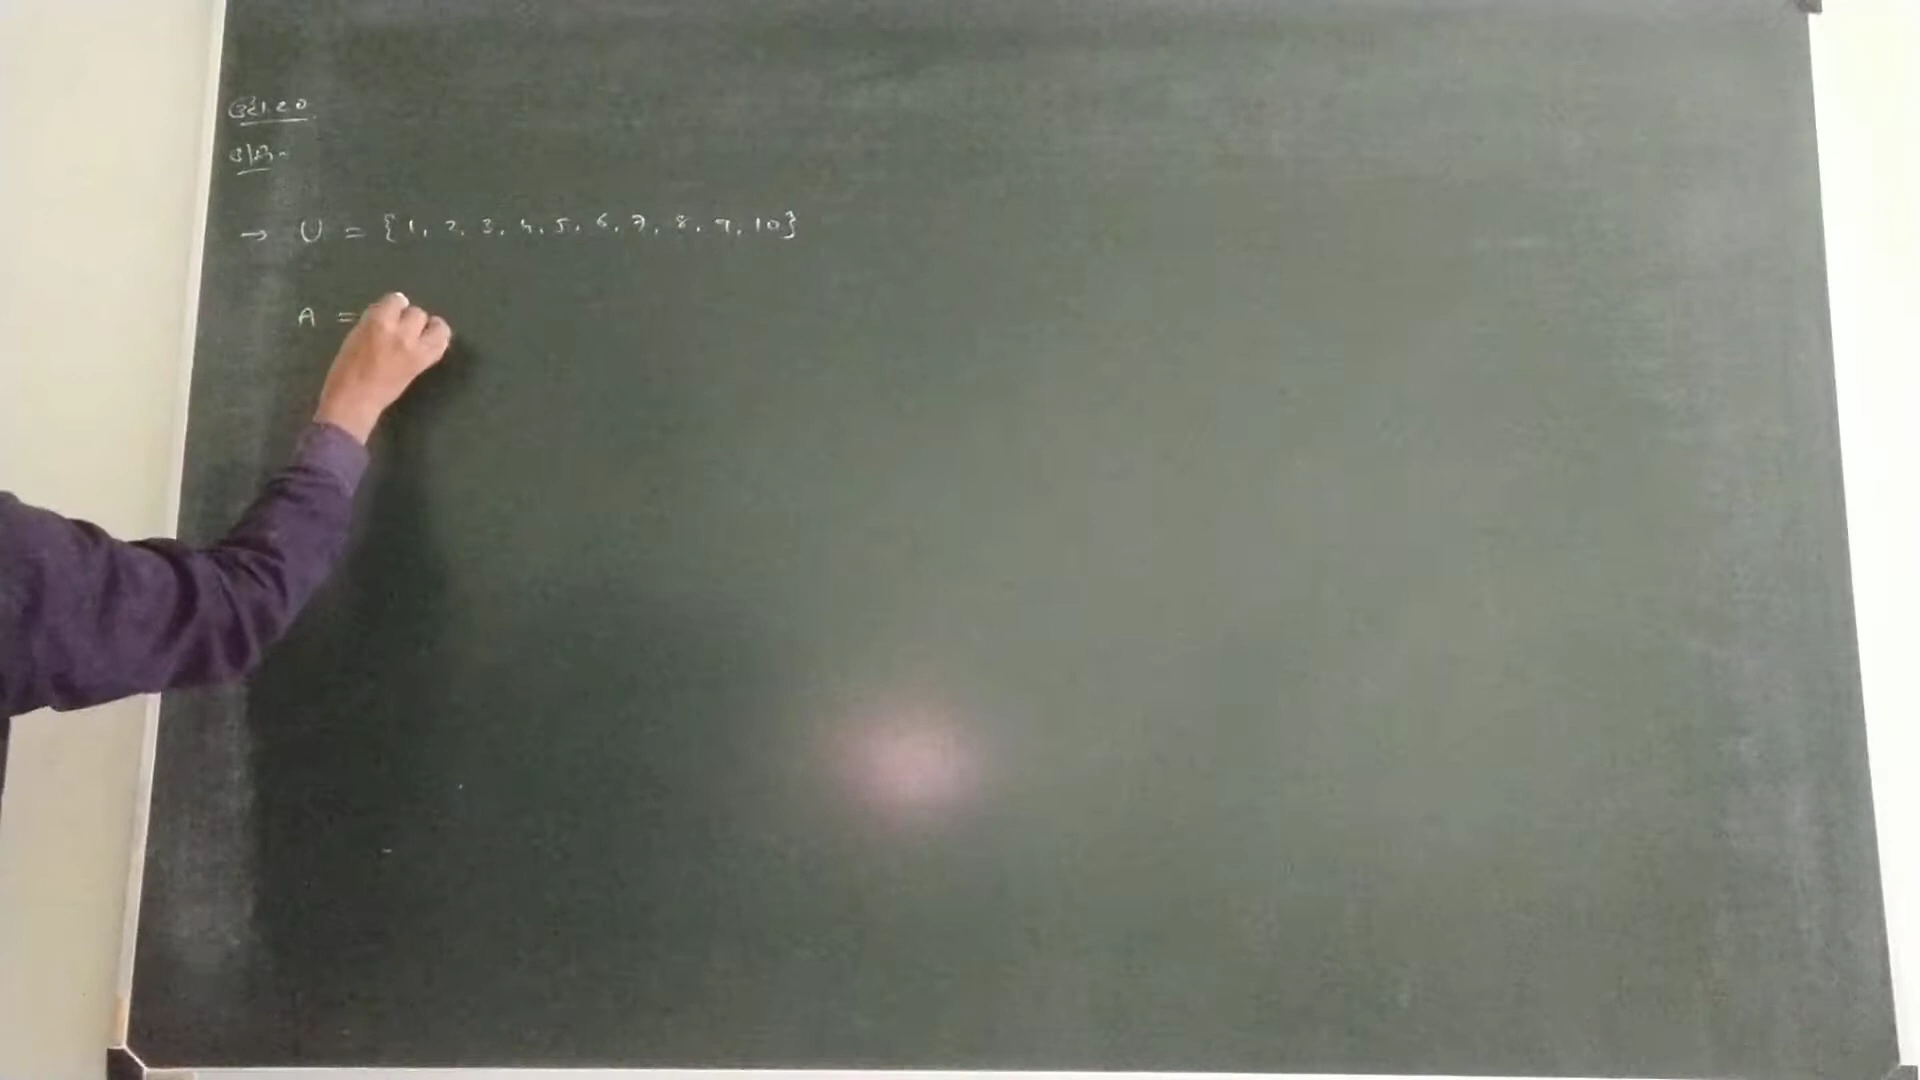 → U = {1, 2, 3, 4, 5, 6, 7, 8, 9, 10}
A =